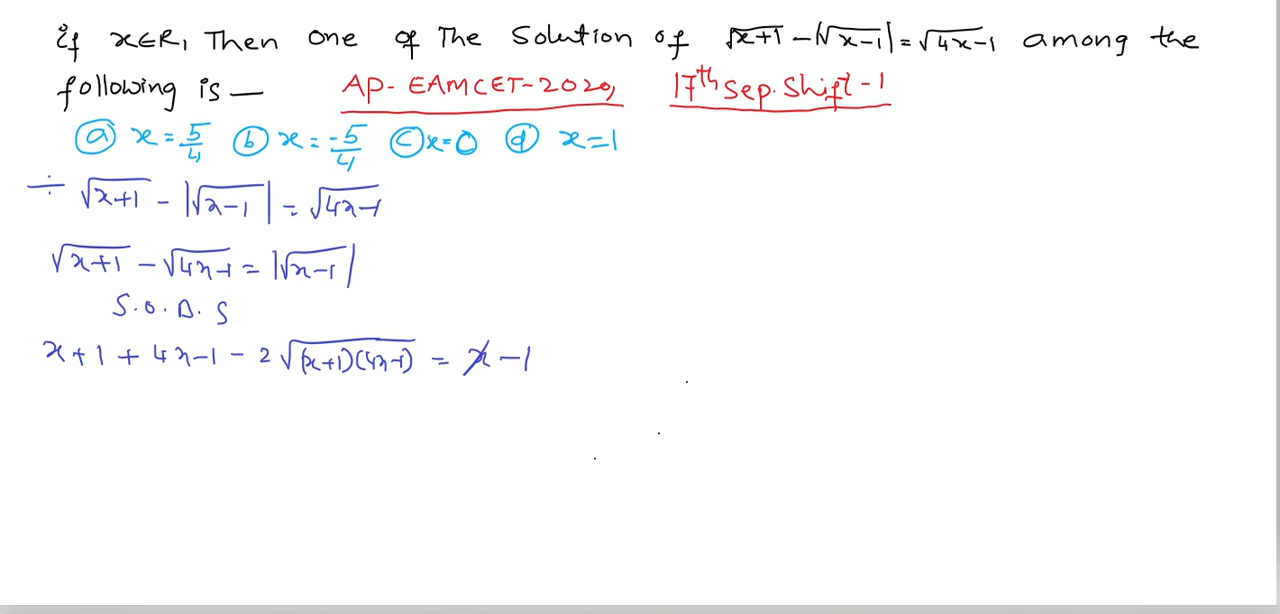 If x∈R, Then one of The Solution of √x+1 - |√x-1| = √4x-1 among the
following is — AP-EAMCET-2020, 17th Sep. Shift-1
(a) x = 5/4 (b) x = -5/4 (c) x=0 (d) x=1
÷ √x+1 - |√x-1| = √4x-1
√x+1 - √4x-1 = |√x-1|
S.O.B.S
x + 1 + 4x-1 - 2√(x+1)(4x-1) = x - 1